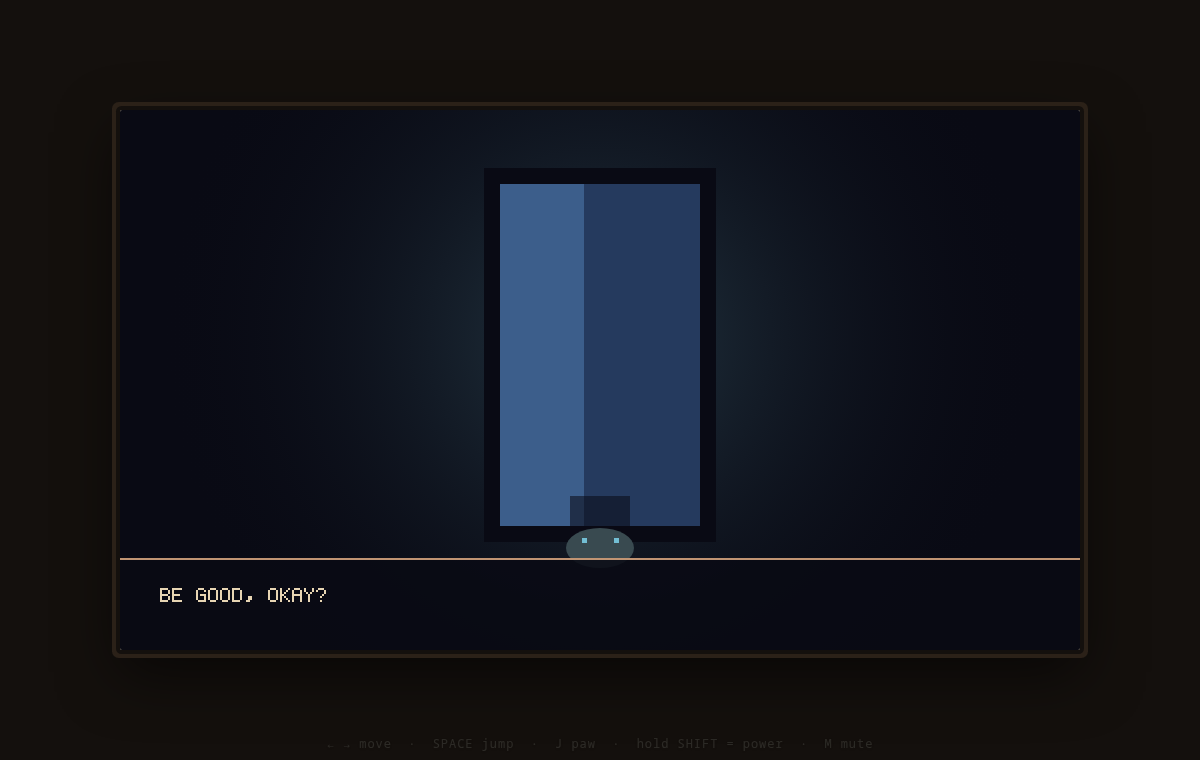 BE GOOD, OKAY?
← → move · SPACE jump · J paw · hold SHIFT = power · M mute